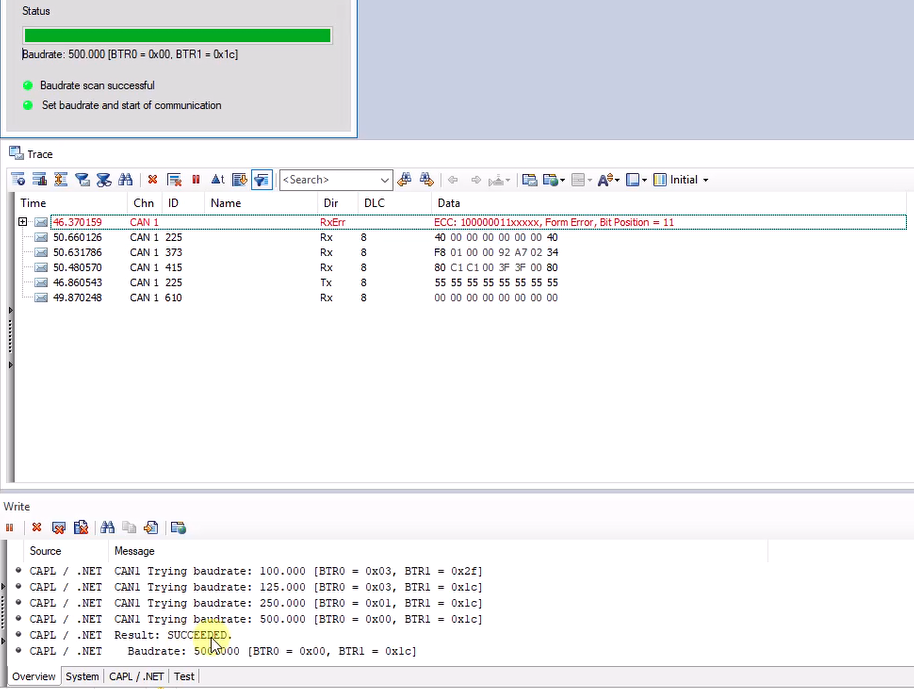 Status
Baudrate: 500.000 [BTR0 = 0x00, BTR1 = 0x1c]
Baudrate scan successful
Set baudrate and start of communication
Trace
<Search> Initial
Time Chn ID Name Dir DLC Data
46.370159 CAN 1 RxErr ECC: 100000011xxxxx, Form Error, Bit Position = 11
50.660126 CAN 1 225 Rx 8 40 00 00 00 00 00 00 40
50.631786 CAN 1 373 Rx 8 F8 01 00 00 92 A7 02 34
50.480570 CAN 1 415 Rx 8 80 C1 C1 00 3F 3F 00 80
46.860543 CAN 1 225 Tx 8 55 55 55 55 55 55 55 55
49.870248 CAN 1 610 Rx 8 00 00 00 00 00 00 00 00
Write
Source Message
CAPL / .NET CAN1 Trying baudrate: 100.000 [BTR0 = 0x03, BTR1 = 0x2f]
CAPL / .NET CAN1 Trying baudrate: 125.000 [BTR0 = 0x03, BTR1 = 0x1c]
CAPL / .NET CAN1 Trying baudrate: 250.000 [BTR0 = 0x01, BTR1 = 0x1c]
CAPL / .NET CAN1 Trying baudrate: 500.000 [BTR0 = 0x00, BTR1 = 0x1c]
CAPL / .NET Result: SUCCEEDED.
CAPL / .NET Baudrate: 500.000 [BTR0 = 0x00, BTR1 = 0x1c]
Overview System CAPL / .NET Test